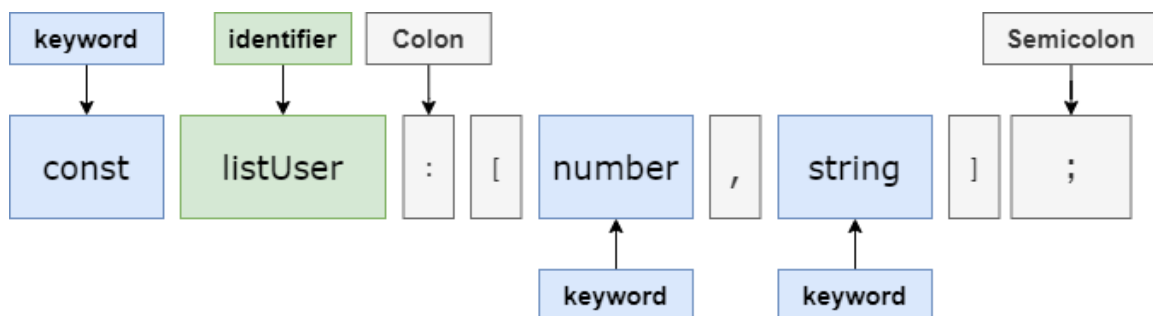 keyword identifier Colon Semicolon
const listUser : [ number , string ] ;
keyword keyword